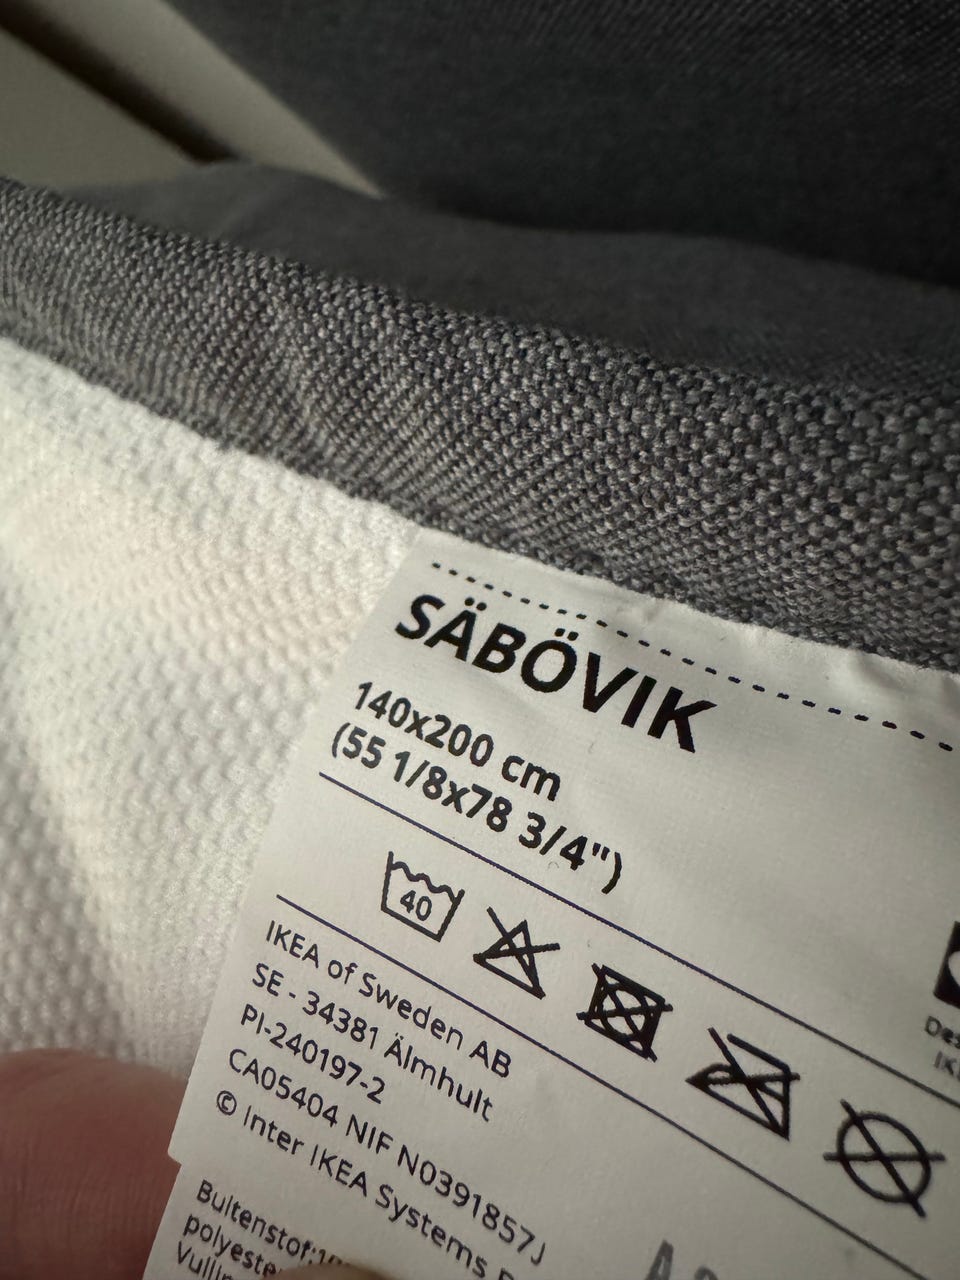 SÄBÖVIK
140x200 cm
(55 1/8x78 3/4")
40
IKEA of Sweden AB
SE - 34381 Älmhult
PI-240197-2
CA05404 NIF N0391857J
© Inter IKEA Systems
Buitenstof: